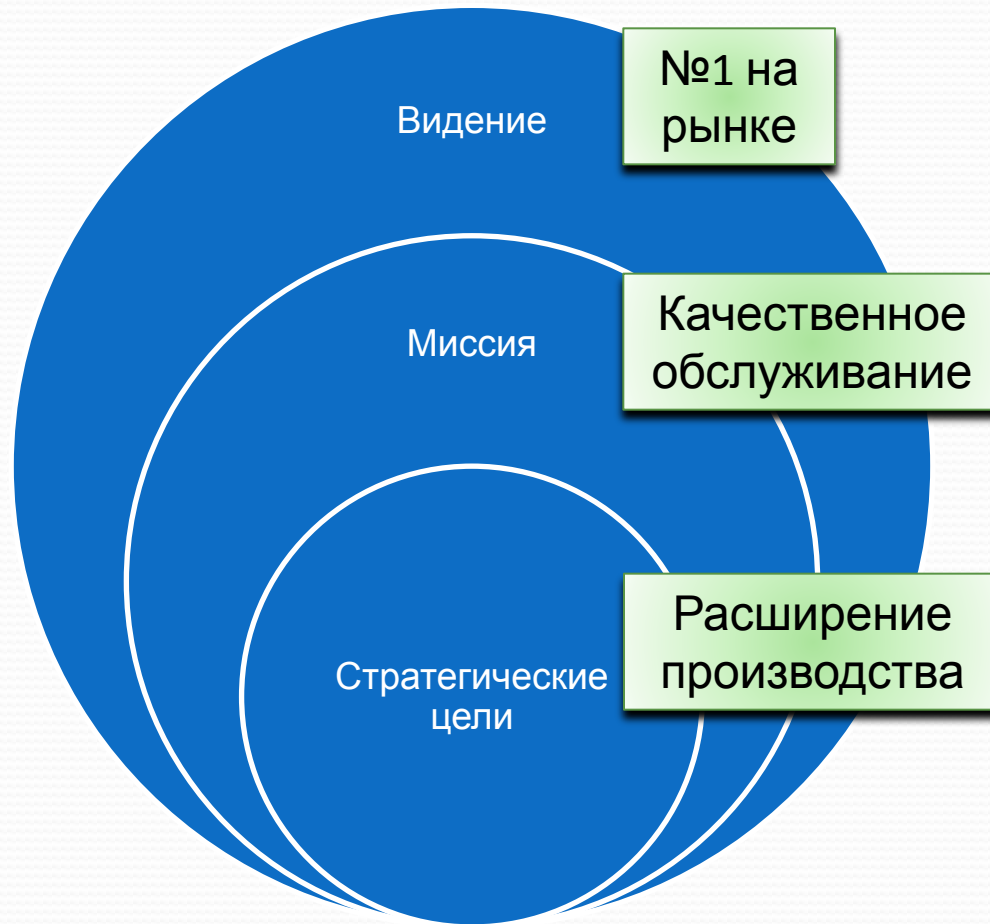 Видение
№1 на
рынке
Миссия
Качественное
обслуживание
Стратегические
цели
Расширение
производства